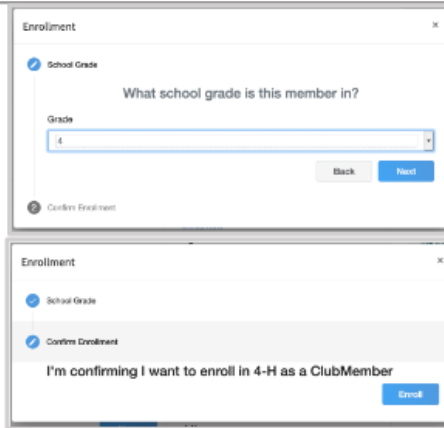 Enrollment
×
School Grade
What school grade is this member in?
Grade
4
Back Next
2 Confirm Enrollment
Enrollment
×
School Grade
Confirm Enrollment
I'm confirming I want to enroll in 4-H as a ClubMember
Enroll